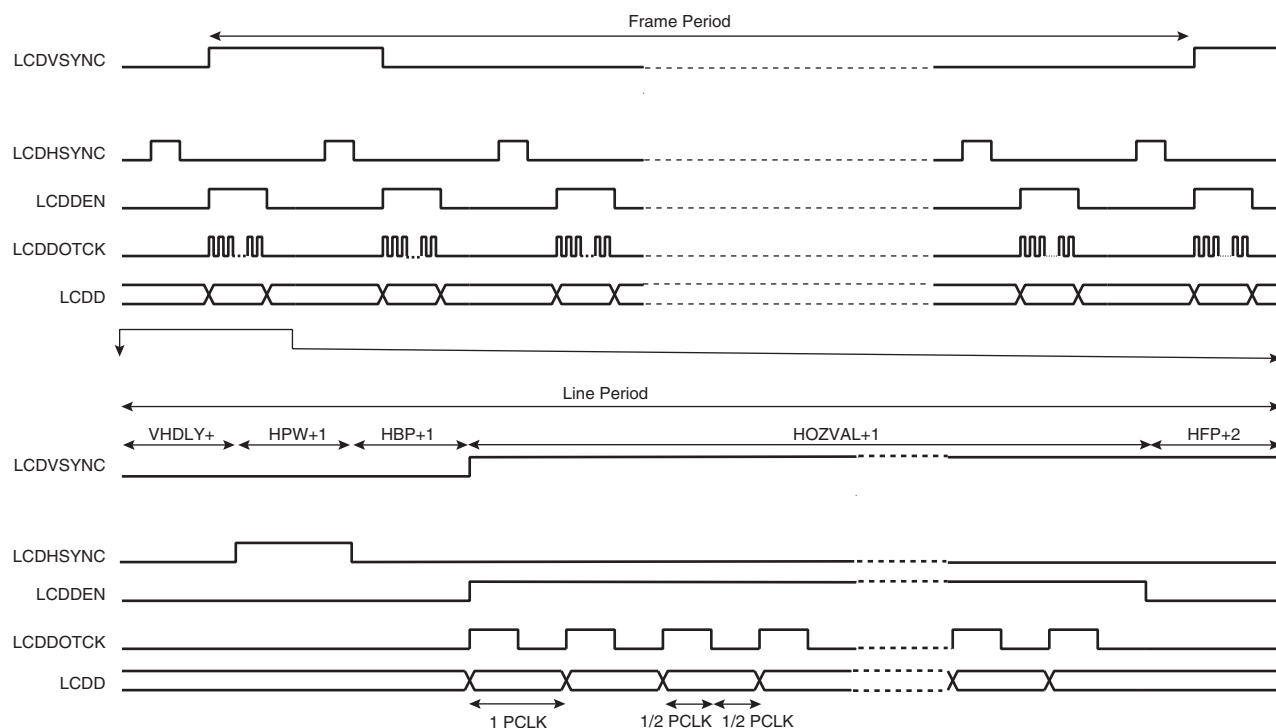 Frame Period
LCDVSYNC
LCDHSYNC
LCDDEN
LCDDOTCK
LCDD
Line Period
VHDLY+ HPW+1 HBP+1 HOZVAL+1 HFP+2
LCDVSYNC
LCDHSYNC
LCDDEN
LCDDOTCK
LCDD
1 PCLK 1/2 PCLK 1/2 PCLK